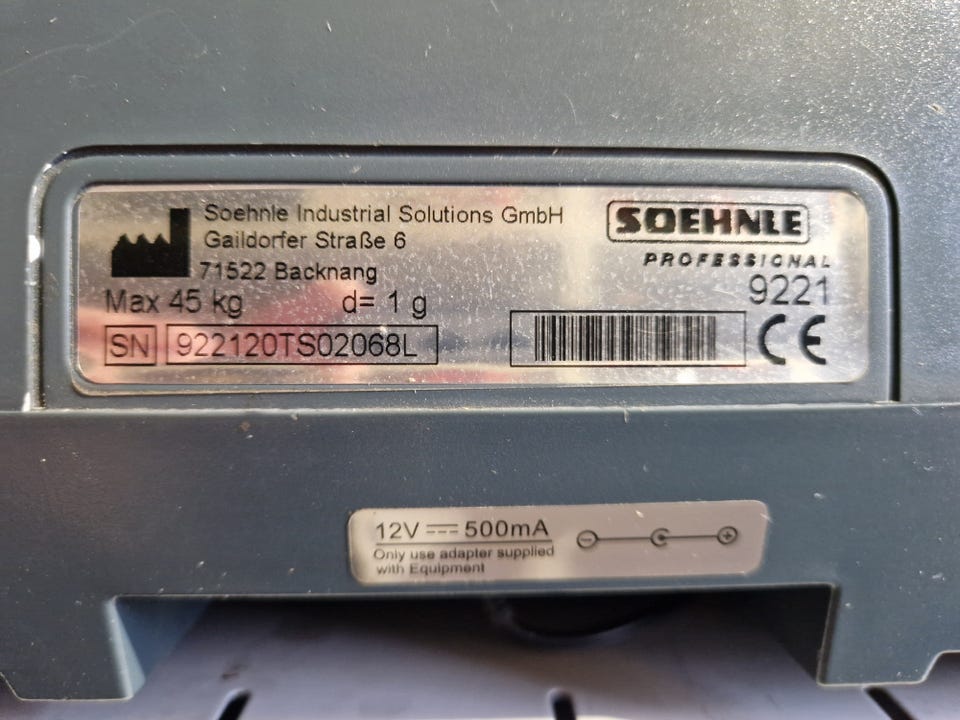 Soehnle Industrial Solutions GmbH
Gaildorfer Straße 6
71522 Backnang
Max 45 kg d= 1 g
SN 922120TS02068L
SOEHNLE
PROFESSIONAL
9221
CE
12V 500mA
Only use adapter supplied
with Equipment